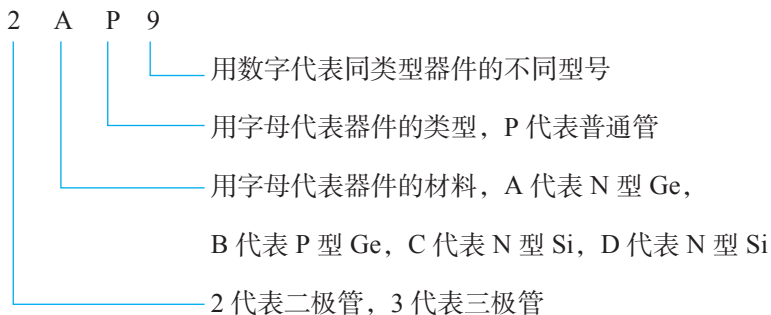 2 A P 9
用数字代表同类型器件的不同型号
用字母代表器件的类型，P 代表普通管
用字母代表器件的材料，A 代表 N 型 Ge，
B 代表 P 型 Ge，C 代表 N 型 Si，D 代表 N 型 Si
2 代表二极管，3 代表三极管